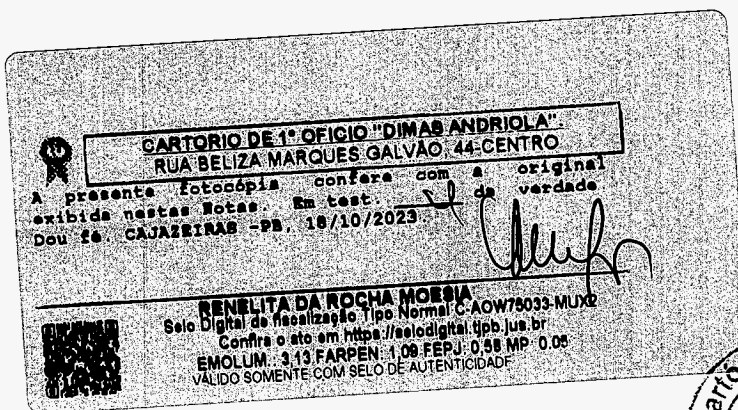 CARTORIO DE 1º OFICIO "DIMAS ANDRIOLA"
RUA BELIZA MARQUES GALVÃO, 44-CENTRO
A presente fotocópia confere com a original
exibida nestas Notas. Em test. da verdade.
Dou fé. CAJAZEIRAS -PB, 18/10/2023.
RENELITA DA ROCHA MOESIA
Selo Digital de fiscalização Tipo Normal C-AOW75033-MUX2
Confira o ato em https://selodigital.tjpb.jus.br
EMOLUM.: 3,13 FARPEN: 1,09 FEPJ: 0,56 MP: 0,05
VÁLIDO SOMENTE COM SELO DE AUTENTICIDADE
Cartó